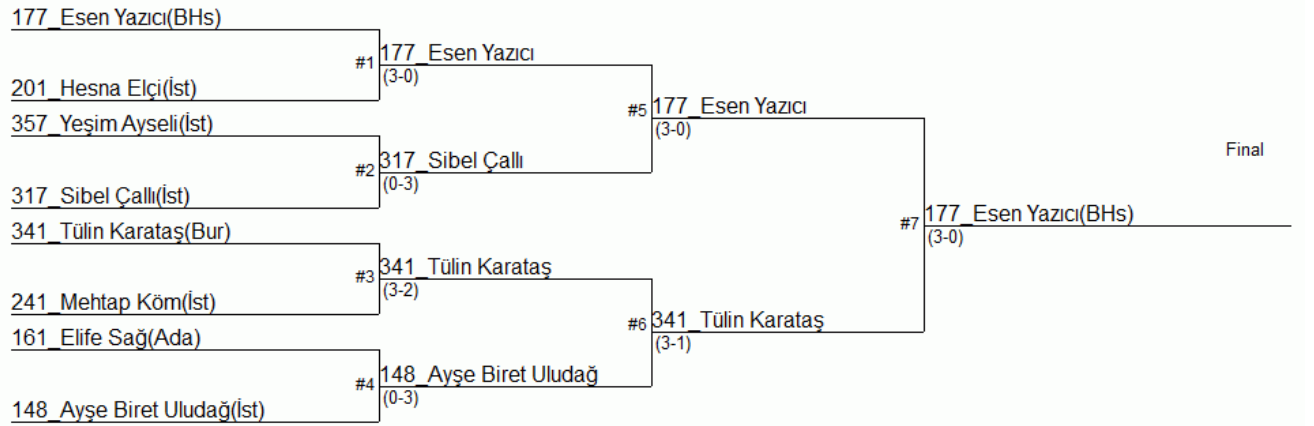 177_Esen Yazıcı(BHs)
#1
177_Esen Yazıcı
(3-0)
201_Hesna Elçi(İst)
#5
177_Esen Yazıcı
(3-0)
357_Yeşim Ayseli(İst)
#2
317_Sibel Çallı
(0-3)
317_Sibel Çallı(İst)
Final
#7
177_Esen Yazıcı(BHs)
(3-0)
341_Tülin Karataş(Bur)
#3
341_Tülin Karataş
(3-2)
241_Mehtap Köm(İst)
#6
341_Tülin Karataş
(3-1)
161_Elife Sağ(Ada)
#4
148_Ayşe Biret Uludağ
(0-3)
148_Ayşe Biret Uludağ(İst)